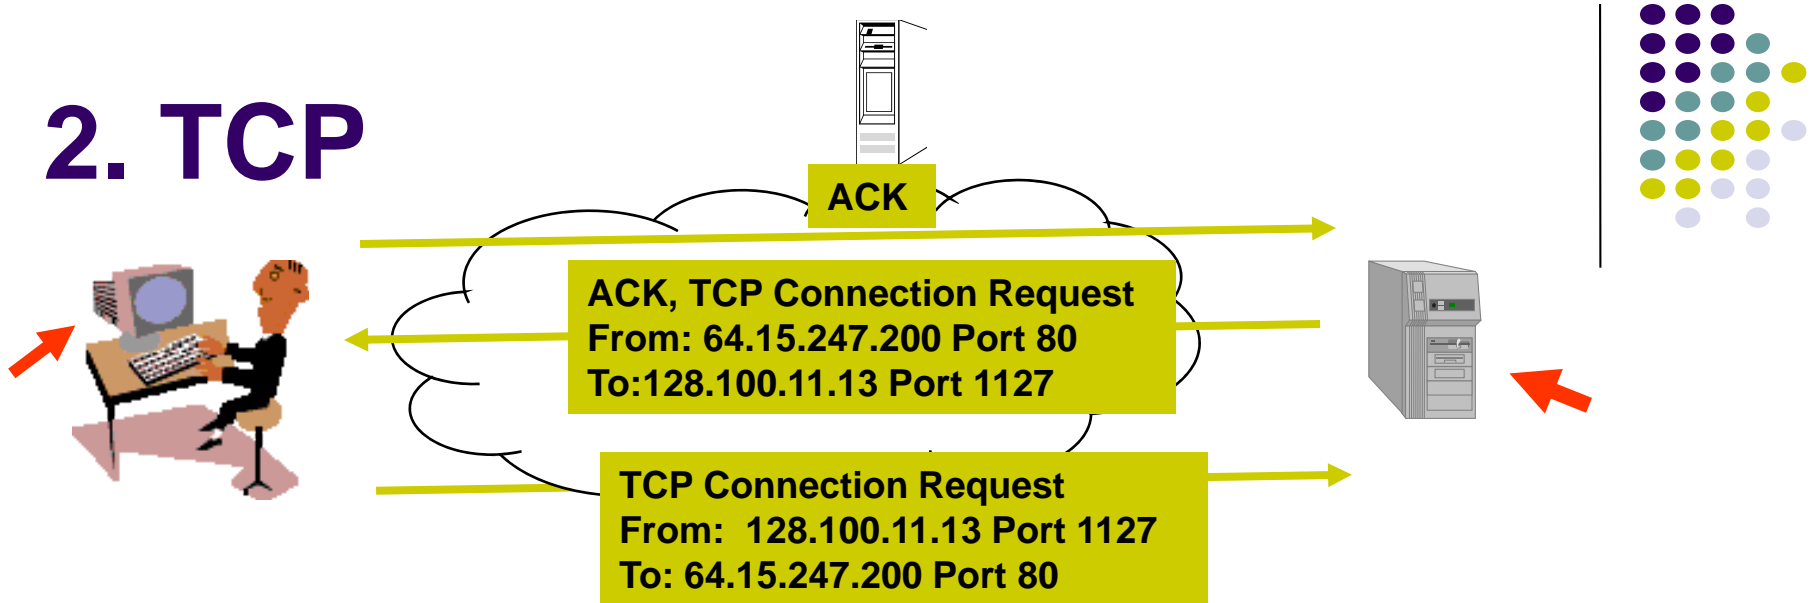 2. TCP
ACK
ACK, TCP Connection Request
From: 64.15.247.200 Port 80
To:128.100.11.13 Port 1127
TCP Connection Request
From:  128.100.11.13 Port 1127
To: 64.15.247.200 Port 80